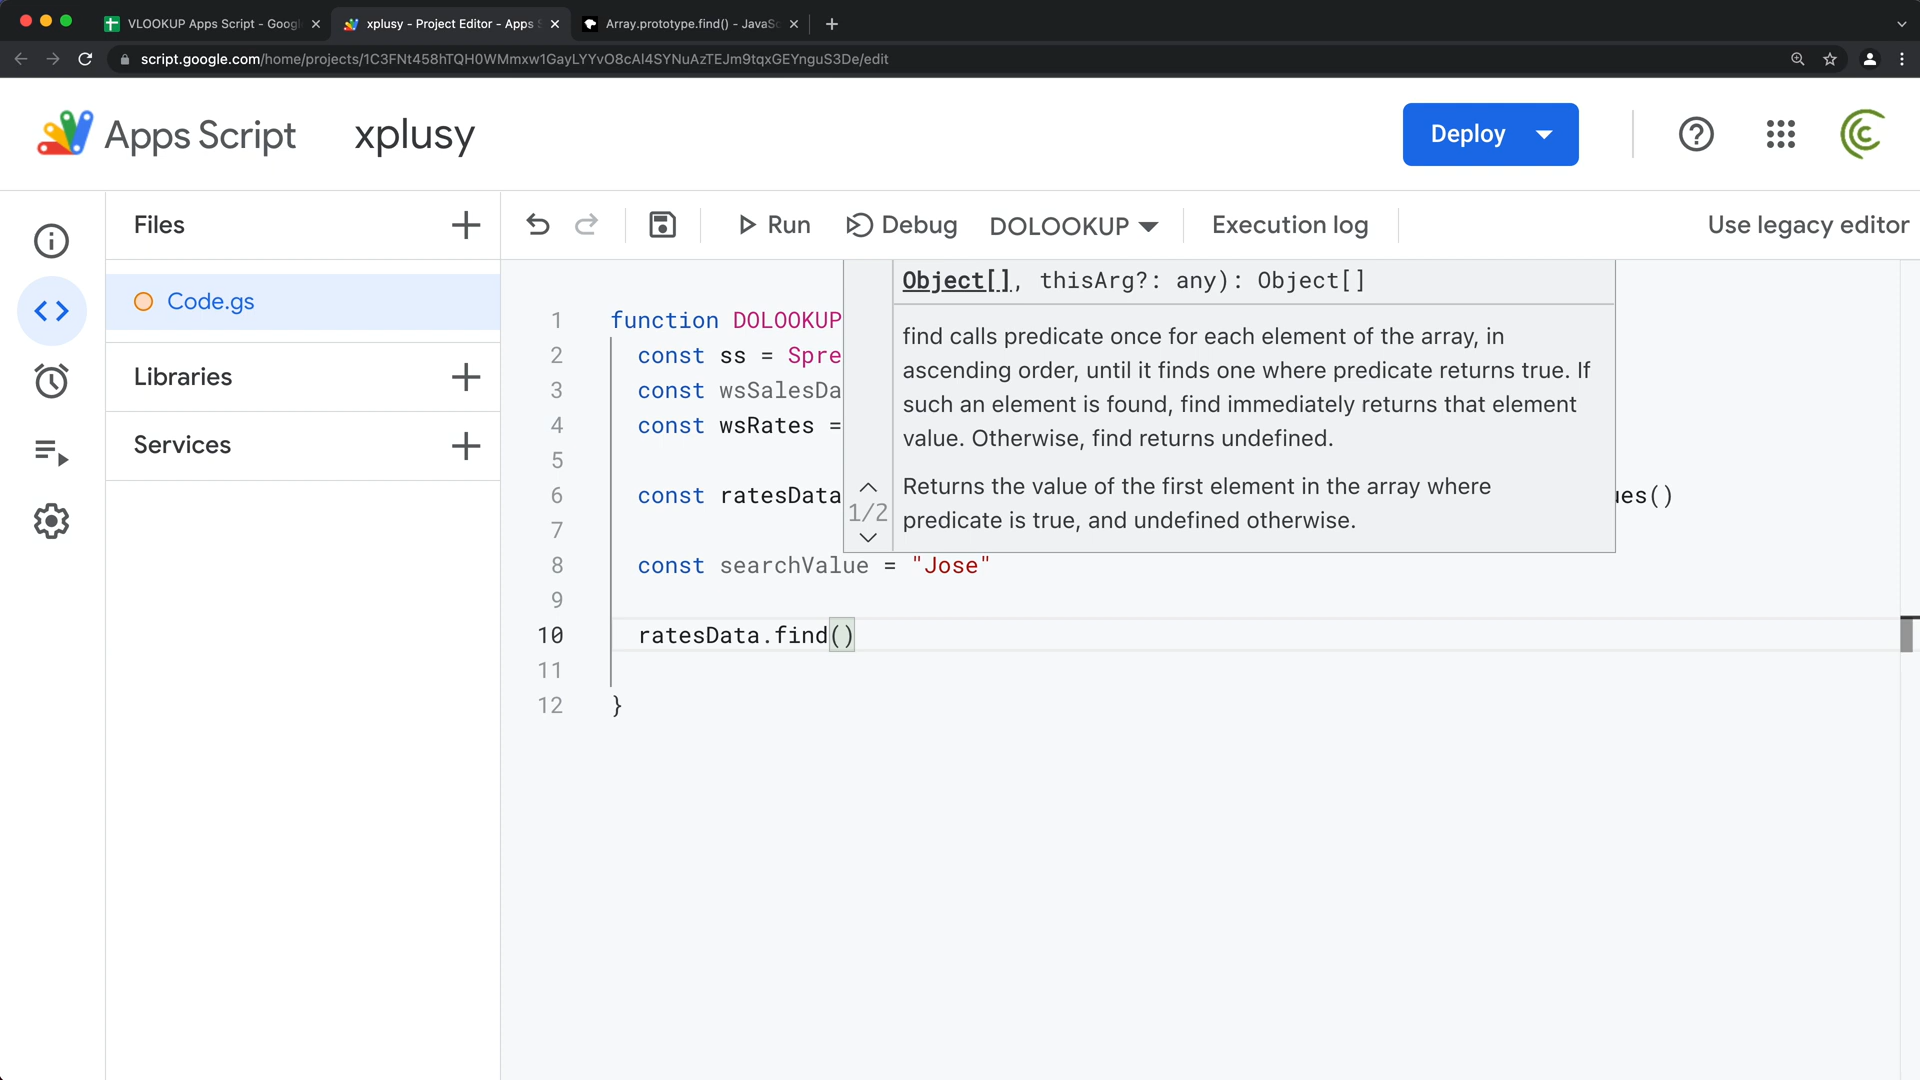 VLOOKUP Apps Script - Googl
xplusy - Project Editor - Apps S
Array.prototype.find() - JavaSc
script.google.com/home/projects/1C3FNt458hTQH0WMmxw1GayLYYvO8cAl4SYNuAzTEJm9tqxGEYnguS3De/edit
Apps Script
xplusy
Deploy
Files
Run
Debug
DOLOOKUP
Execution log
Use legacy editor
Code.gs
Libraries
Services
Object[], thisArg?: any): Object[]
find calls predicate once for each element of the array, in
ascending order, until it finds one where predicate returns true. If
such an element is found, find immediately returns that element
value. Otherwise, find returns undefined.
Returns the value of the first element in the array where
predicate is true, and undefined otherwise.
1/2
1 function DOLOOKUP
2 const ss = Spre
3 const wsSalesDa
4 const wsRates =
5
6 const ratesData ues()
7
8 const searchValue = "Jose"
9
10 ratesData.find()
11
12 }